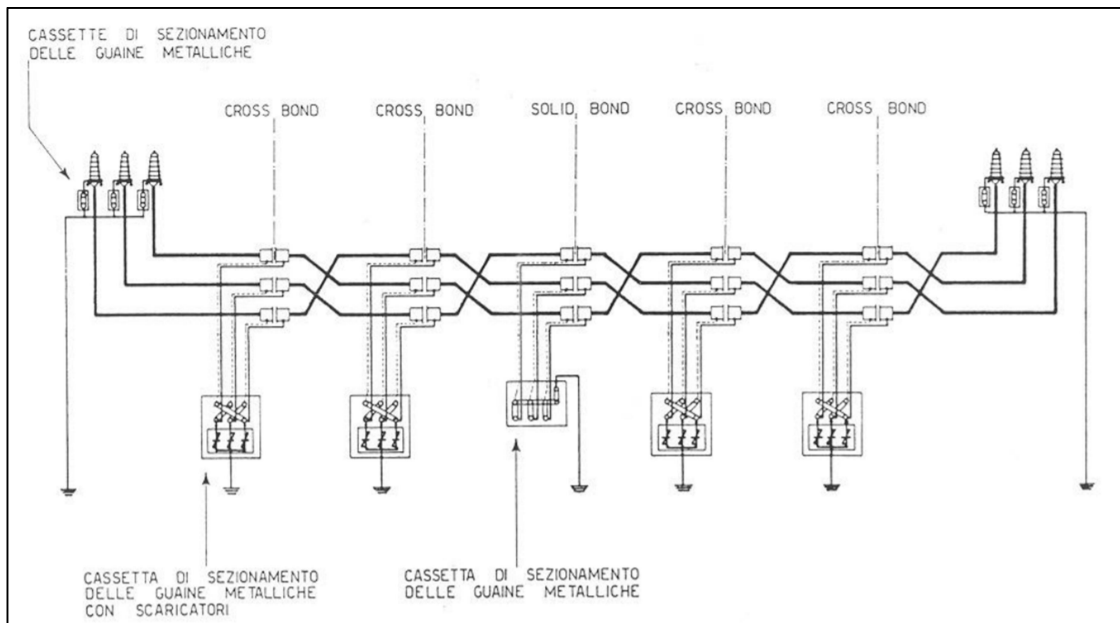 CASSETTE DI SEZIONAMENTO
DELLE GUAINE METALLICHE
CROSS BOND
CROSS BOND
SOLID BOND
CROSS BOND
CROSS BOND
CASSETTA DI SEZIONAMENTO
DELLE GUAINE METALLICHE
CON SCARICATORI
CASSETTA DI SEZIONAMENTO
DELLE GUAINE METALLICHE